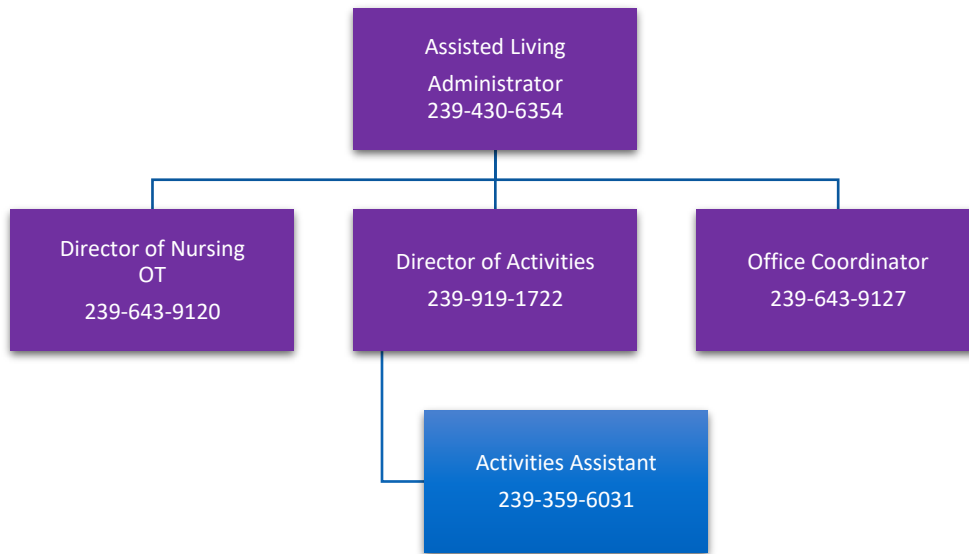 Assisted Living
Administrator
239-430-6354
Director of Nursing
OT
239-643-9120
Director of Activities
239-919-1722
Office Coordinator
239-643-9127
Activities Assistant
239-359-6031